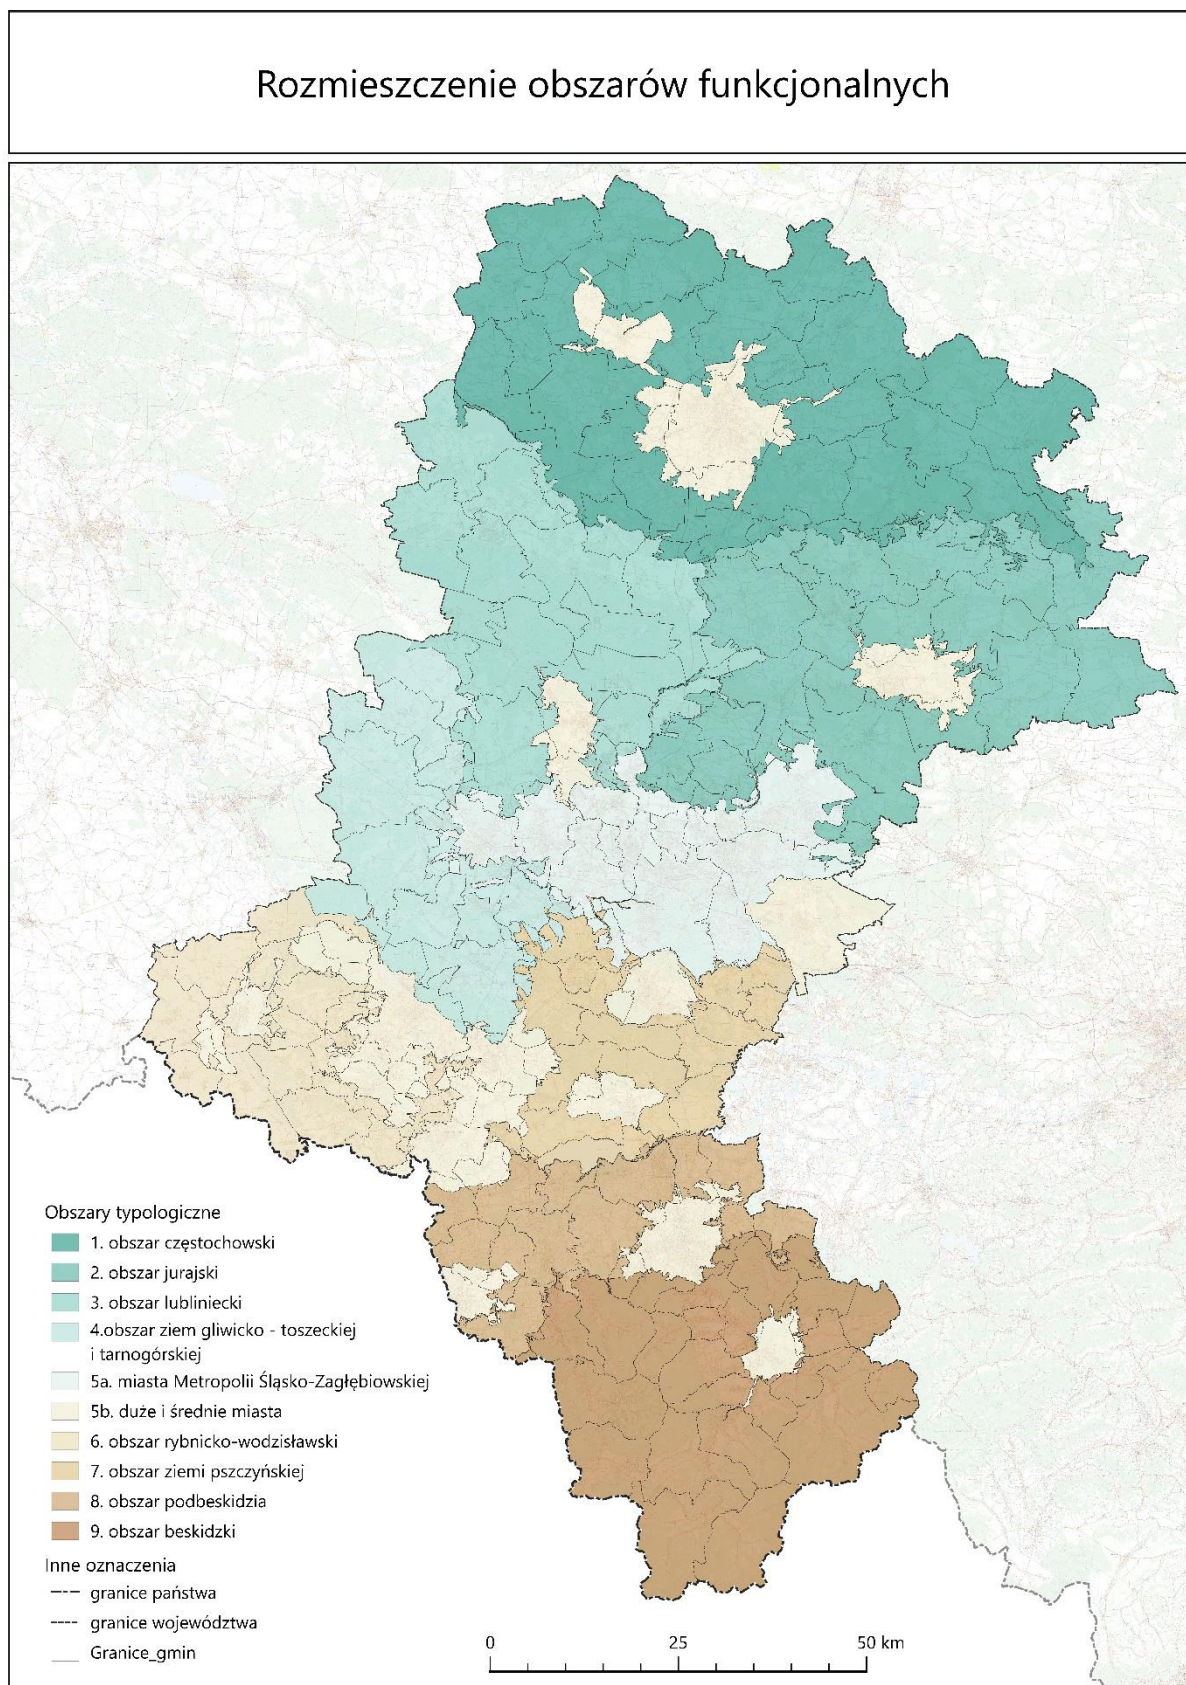 Rozmieszczenie obszarów funkcjonalnych
Obszary typologiczne
1. obszar częstochowski
2. obszar jurajski
3. obszar lubliniecki
4.obszar ziem gliwicko - toszeckiej
i tarnogórskiej
5a. miasta Metropolii Śląsko-Zagłębiowskiej
5b. duże i średnie miasta
6. obszar rybnicko-wodzisławski
7. obszar ziemi pszczyńskiej
8. obszar podbeskidzia
9. obszar beskidzki
Inne oznaczenia
granice państwa
granice województwa
Granice_gmin
0 25 50 km